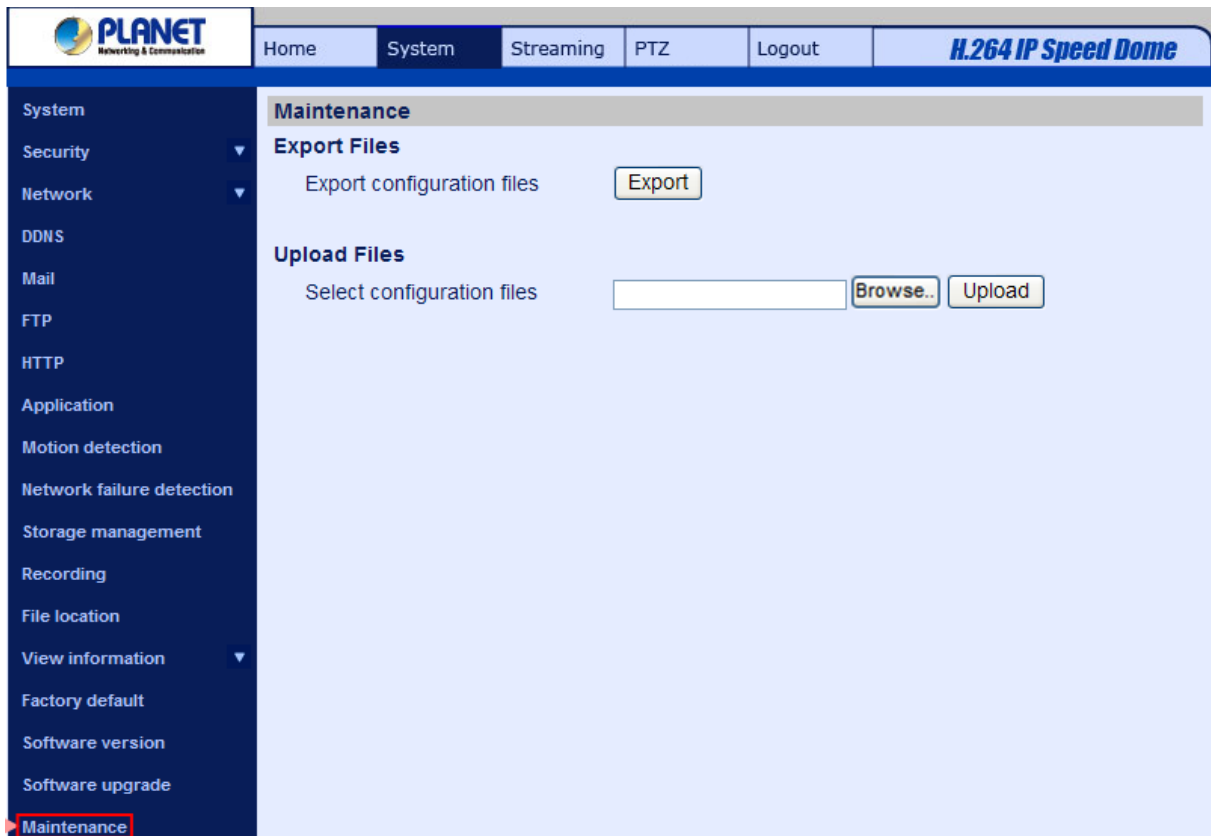 PLANET
Networking & Communication
Home System Streaming PTZ Logout H.264 IP Speed Dome
System
Security
Network
DDNS
Mail
FTP
HTTP
Application
Motion detection
Network failure detection
Storage management
Recording
File location
View information
Factory default
Software version
Software upgrade
Maintenance
Maintenance
Export Files
Export configuration files Export
Upload Files
Select configuration files Browse.. Upload